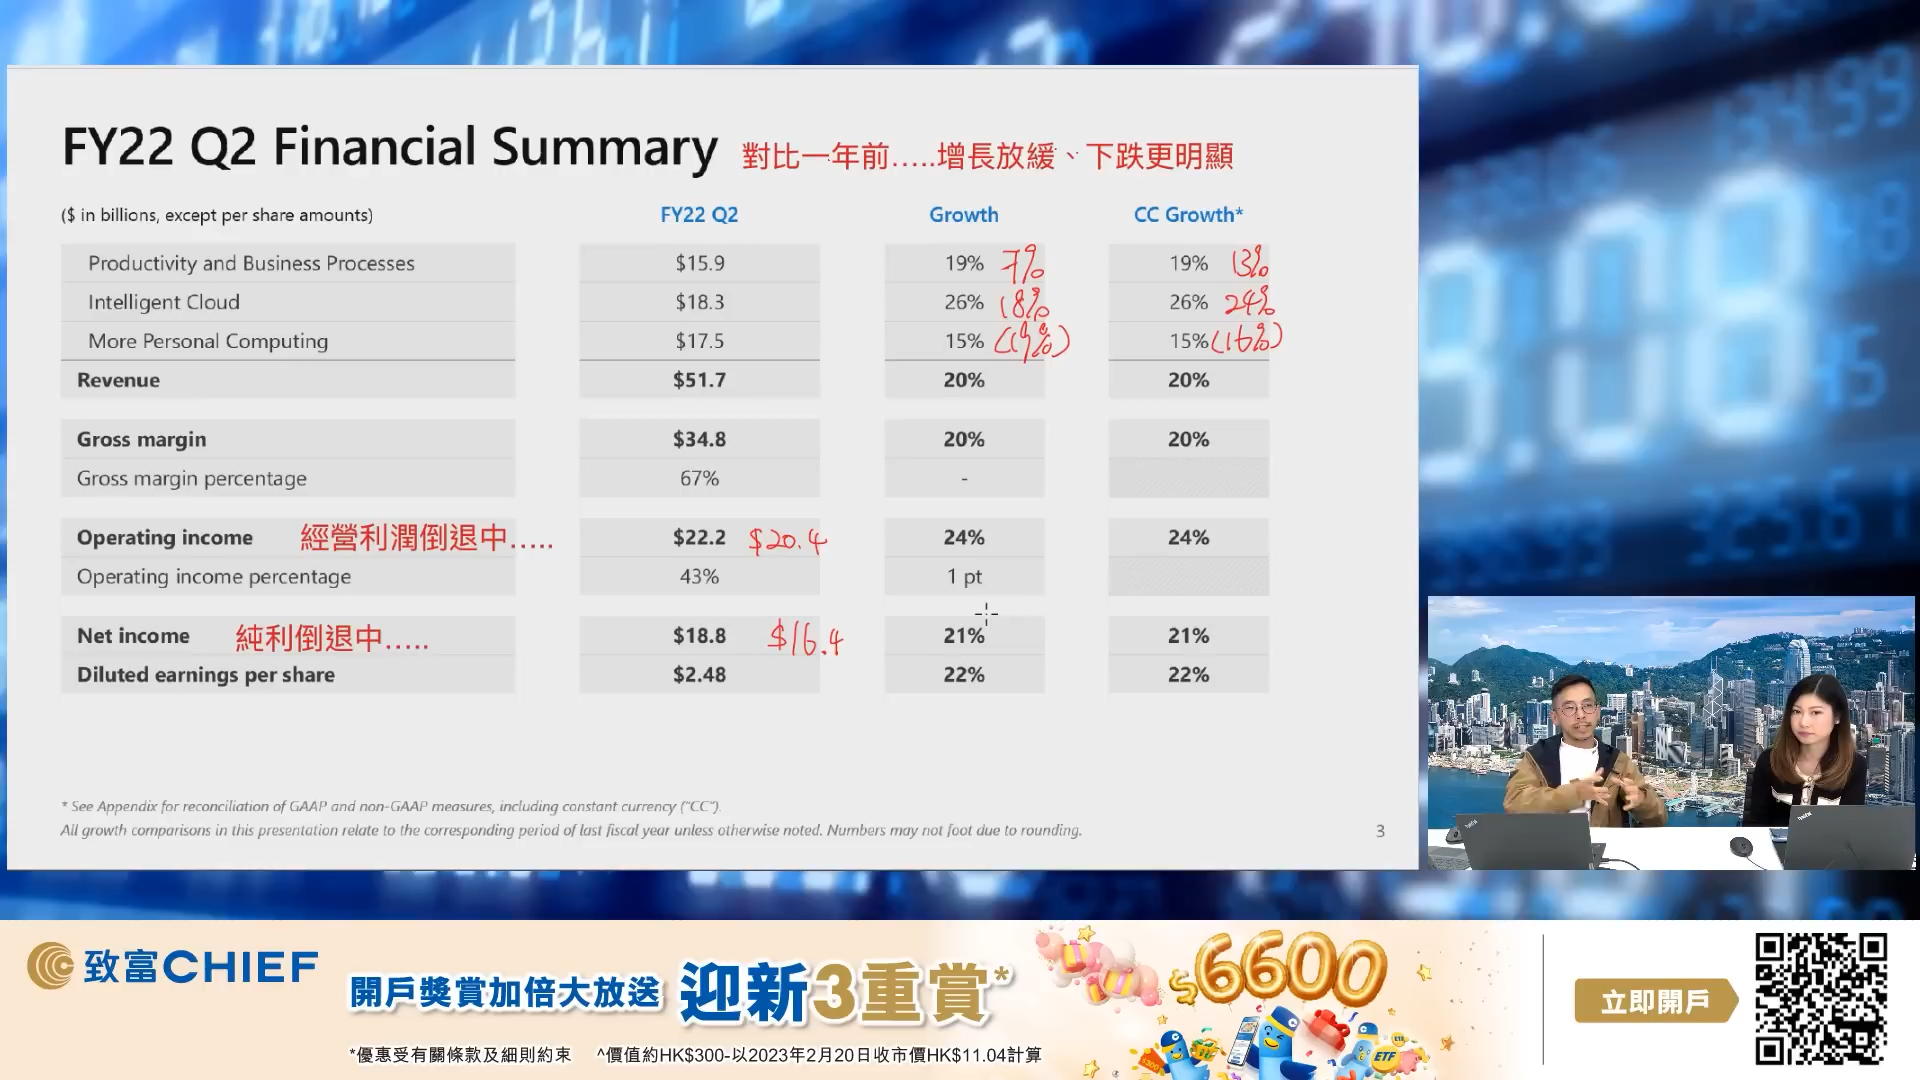 FY22 Q2 Financial Summary 對比一年前.....增長放緩、下跌更明顯
($ in billions, except per share amounts) FY22 Q2 Growth CC Growth*
Productivity and Business Processes $15.9 19% 7% 19% 13%
Intelligent Cloud $18.3 26% 18% 26% 24%
More Personal Computing $17.5 15% (19%) 15% (16%)
Revenue $51.7 20% 20%
Gross margin $34.8 20% 20%
Gross margin percentage 67% -
Operating income 經營利潤倒退中..... $22.2 $20.4 24% 24%
Operating income percentage 43% 1 pt
Net income 純利倒退中..... $18.8 $16.4 21% 21%
Diluted earnings per share $2.48 22% 22%
* See Appendix for reconciliation of GAAP and non-GAAP measures, including constant currency ("CC").
All growth comparisons in this presentation relate to the corresponding period of last fiscal year unless otherwise noted. Numbers may not foot due to rounding.
3
致富CHIEF
開戶獎賞加倍大放送 迎新3重賞*
$6600
ETF
立即開戶
*優惠受有關條款及細則約束 ^價值約HK$300-以2023年2月20日收市價HK$11.04計算